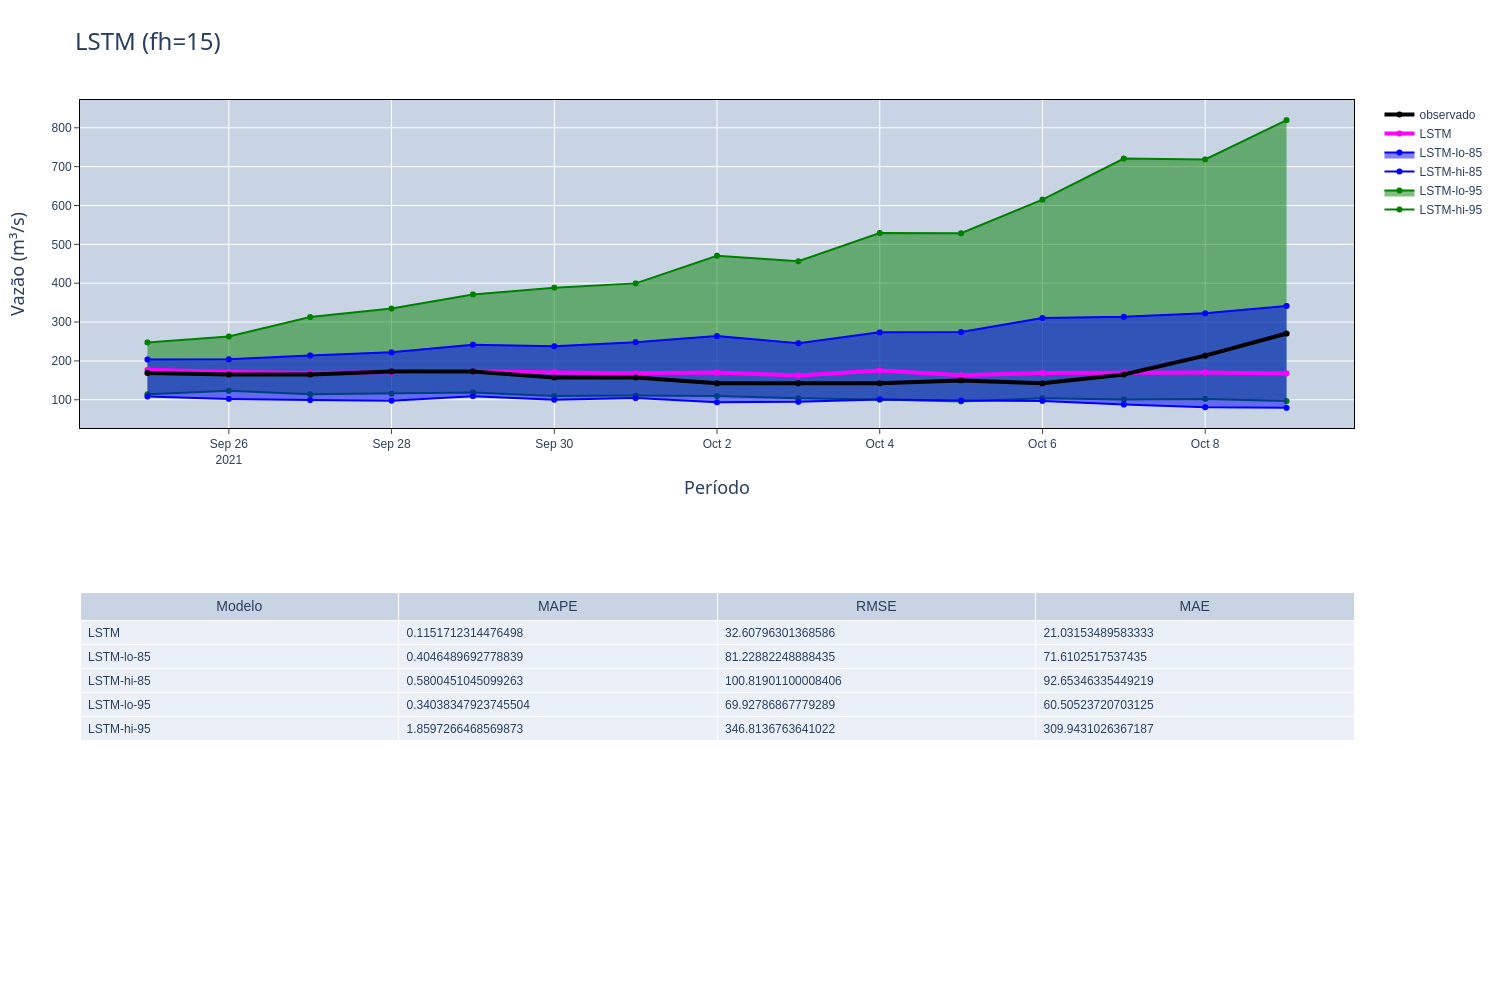 LSTM (fh=15)
Vazão (m³/s)
800
700
600
500
400
300
200
100
Sep 26
2021
Sep 28
Sep 30
Oct 2
Oct 4
Oct 6
Oct 8
Período
observado
LSTM
LSTM-lo-85
LSTM-hi-85
LSTM-lo-95
LSTM-hi-95
Modelo MAPE RMSE MAE
LSTM 0.1151712314476498 32.60796301368586 21.03153489583333
LSTM-lo-85 0.4046489692778839 81.22882248888435 71.6102517537435
LSTM-hi-85 0.5800451045099263 100.81901100008406 92.65346335449219
LSTM-lo-95 0.34038347923745504 69.92786867779289 60.50523720703125
LSTM-hi-95 1.8597266468569873 346.8136763641022 309.9431026367187